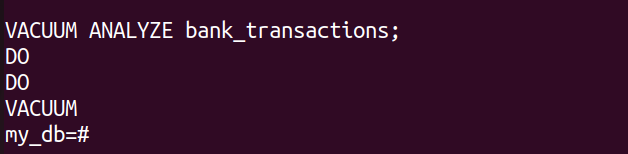 VACUUM ANALYZE bank_transactions;
DO
DO
VACUUM
my_db=#